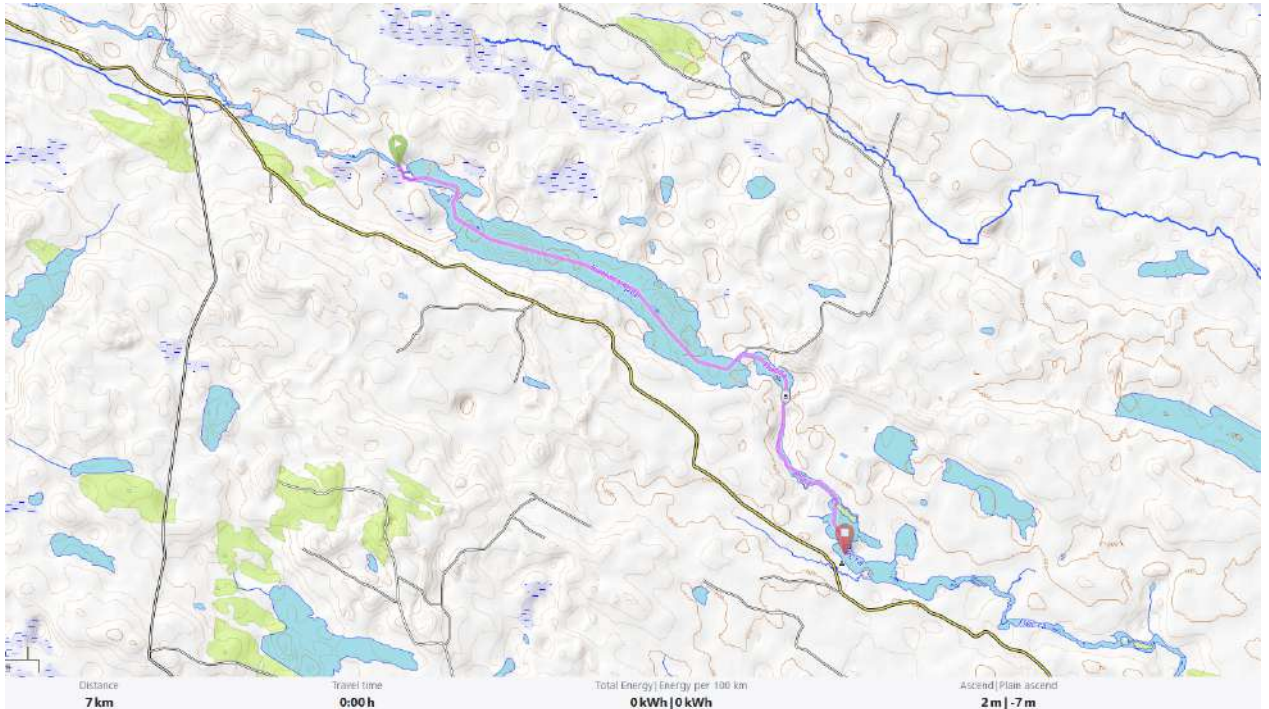 Distance
7 km
Travel time
0:00 h
Total Energy|Energy per 100 km
0 kWh|0 kWh
Ascend|Plain ascend
2 m|-7 m